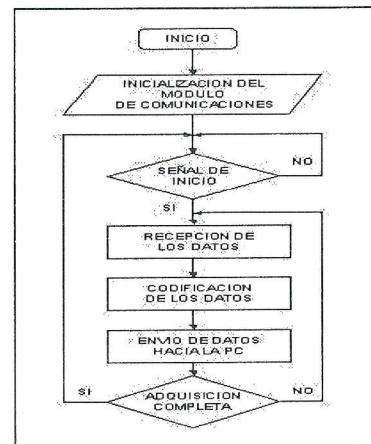 INICIO
INICIALIZACION DEL
MODULO
DE COMUNICACIONES
SEÑAL DE
INICIO
NO
SI
RECEPCION DE
LOS DATOS
CODIFICACION
DE LOS DATOS
ENVIO DE DATOS
HACIA LA PC
SI
ADQUISICION
COMPLETA
NO